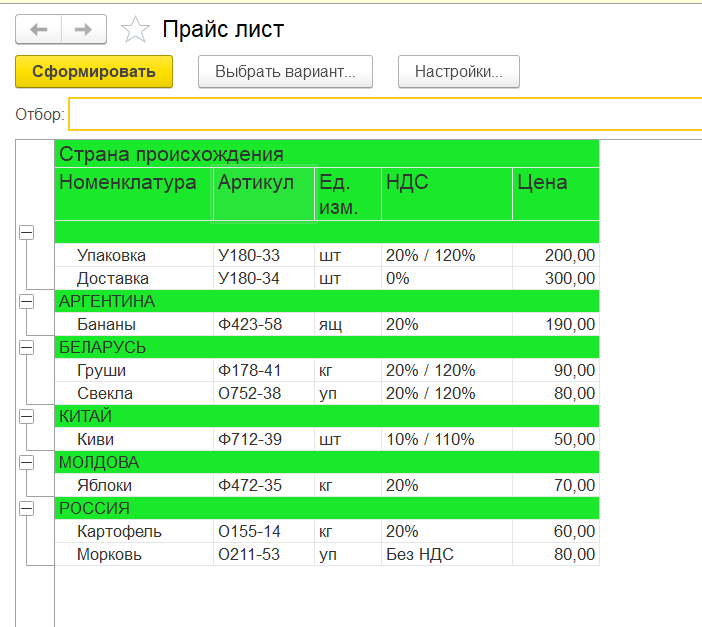 Прайс лист
Сформировать Выбрать вариант... Настройки...
Отбор:
Страна происхождения
Номенклатура Артикул Ед. изм. НДС Цена
Упаковка У180-33 шт 20% / 120% 200,00
Доставка У180-34 шт 0% 300,00
АРГЕНТИНА
Бананы Ф423-58 ящ 20% 190,00
БЕЛАРУСЬ
Груши Ф178-41 кг 20% / 120% 90,00
Свекла О752-38 уп 20% / 120% 80,00
КИТАЙ
Киви Ф712-39 шт 10% / 110% 50,00
МОЛДОВА
Яблоки Ф472-35 кг 20% 70,00
РОССИЯ
Картофель О155-14 кг 20% 60,00
Морковь О211-53 уп Без НДС 80,00